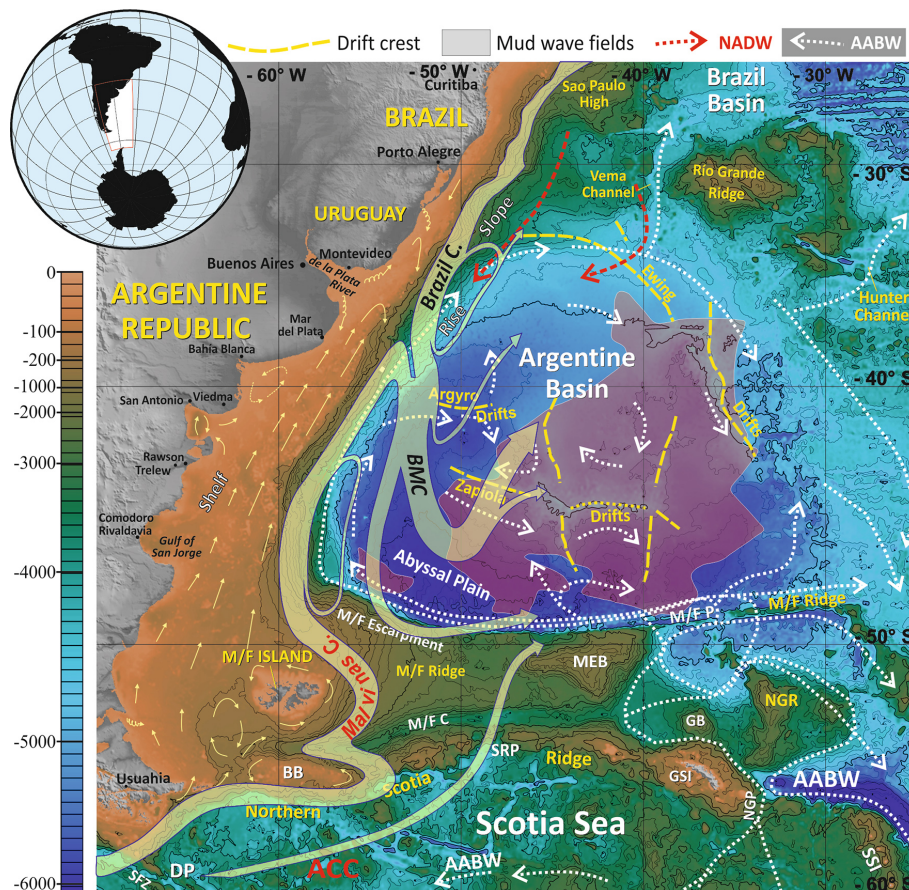 Drift crest
Mud wave fields
NADW
AABW
- 60° W
- 50° W
- 40° W
- 30° W
Curitiba
Sao Paulo
High
Brazil
Basin
BRAZIL
Porto Alegre
Vema
Channel
Rio Grande
Ridge
- 30° S
URUGUAY
Slope
Montevideo
Buenos Aires
de la Plata
River
Brazil C.
Rise
Ewing
Hunter
Channel
ARGENTINE
REPUBLIC
Mar
del Plata
Bahía Blanca
Argentine
Basin
- 40° S
San Antonio
Viedma
Argyro
Drifts
Drifts
Rawson
Trelew
Shelf
BMC
Zapiola
Drifts
Comodoro
Rivaldavia
Gulf of
San Jorge
Abyssal Plain
M/F Escarpinent
M/F P.
M/F Ridge
- 50° S
M/F ISLAND
Mal vi nas C.
M/F Ridge
MEB
NGR
M/F C
GB
SRP
Ridge
GSI
AABW
Usuahia
BB
Scotia
Northern
NGP
Scotia Sea
SSI
SFZ
DP
ACC
AABW
- 60° S
0
-100
-200
-1000
-2000
-3000
-4000
-5000
-6000